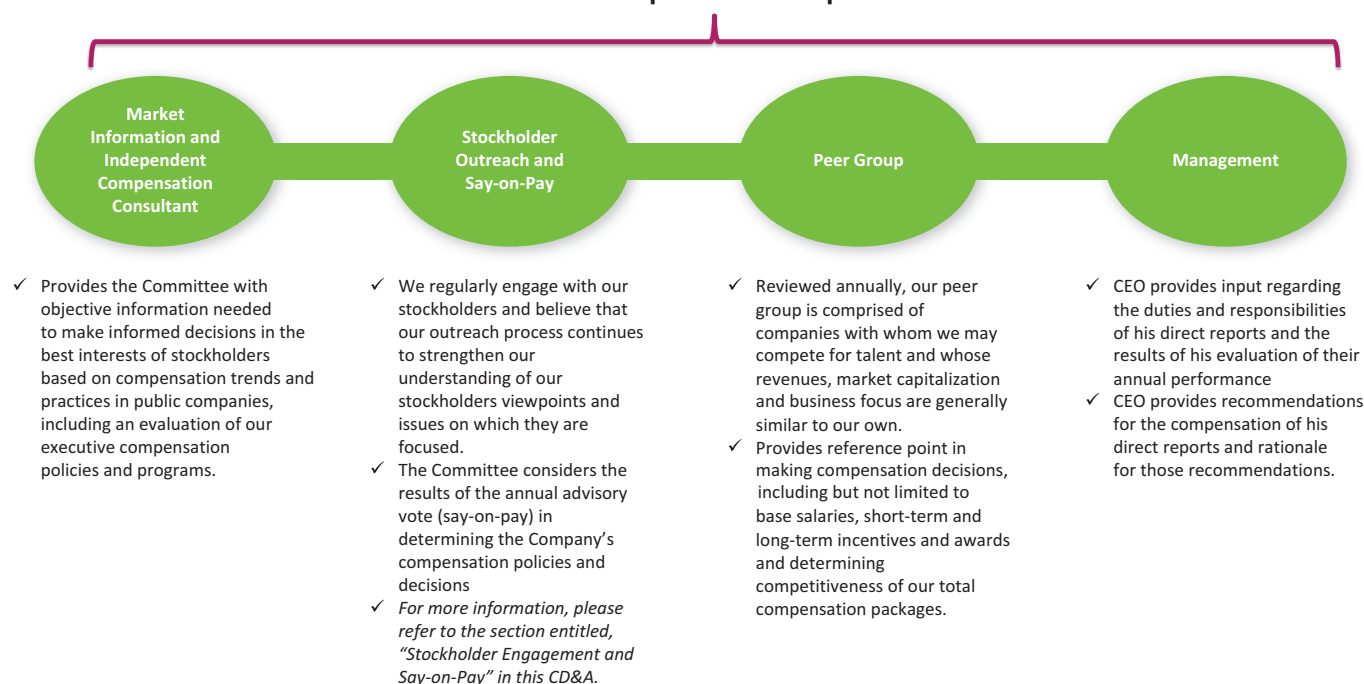 Market
Information and
Independent
Compensation
Consultant
Stockholder
Outreach and
Say-on-Pay
Peer Group
Management
✓ Provides the Committee with
objective information needed
to make informed decisions in the
best interests of stockholders
based on compensation trends and
practices in public companies,
including an evaluation of our
executive compensation
policies and programs.
✓ We regularly engage with our
stockholders and believe that
our outreach process continues
to strengthen our
understanding of our
stockholders viewpoints and
issues on which they are
focused.
✓ The Committee considers the
results of the annual advisory
vote (say-on-pay) in
determining the Company’s
compensation policies and
decisions
✓ For more information, please
refer to the section entitled,
“Stockholder Engagement and
Say-on-Pay” in this CD&A.
✓ Reviewed annually, our peer
group is comprised of
companies with whom we may
compete for talent and whose
revenues, market capitalization
and business focus are generally
similar to our own.
✓ Provides reference point in
making compensation decisions,
including but not limited to
base salaries, short-term and
long-term incentives and awards
and determining
competitiveness of our total
compensation packages.
✓ CEO provides input regarding
the duties and responsibilities
of his direct reports and the
results of his evaluation of their
annual performance
✓ CEO provides recommendations
for the compensation of his
direct reports and rationale
for those recommendations.